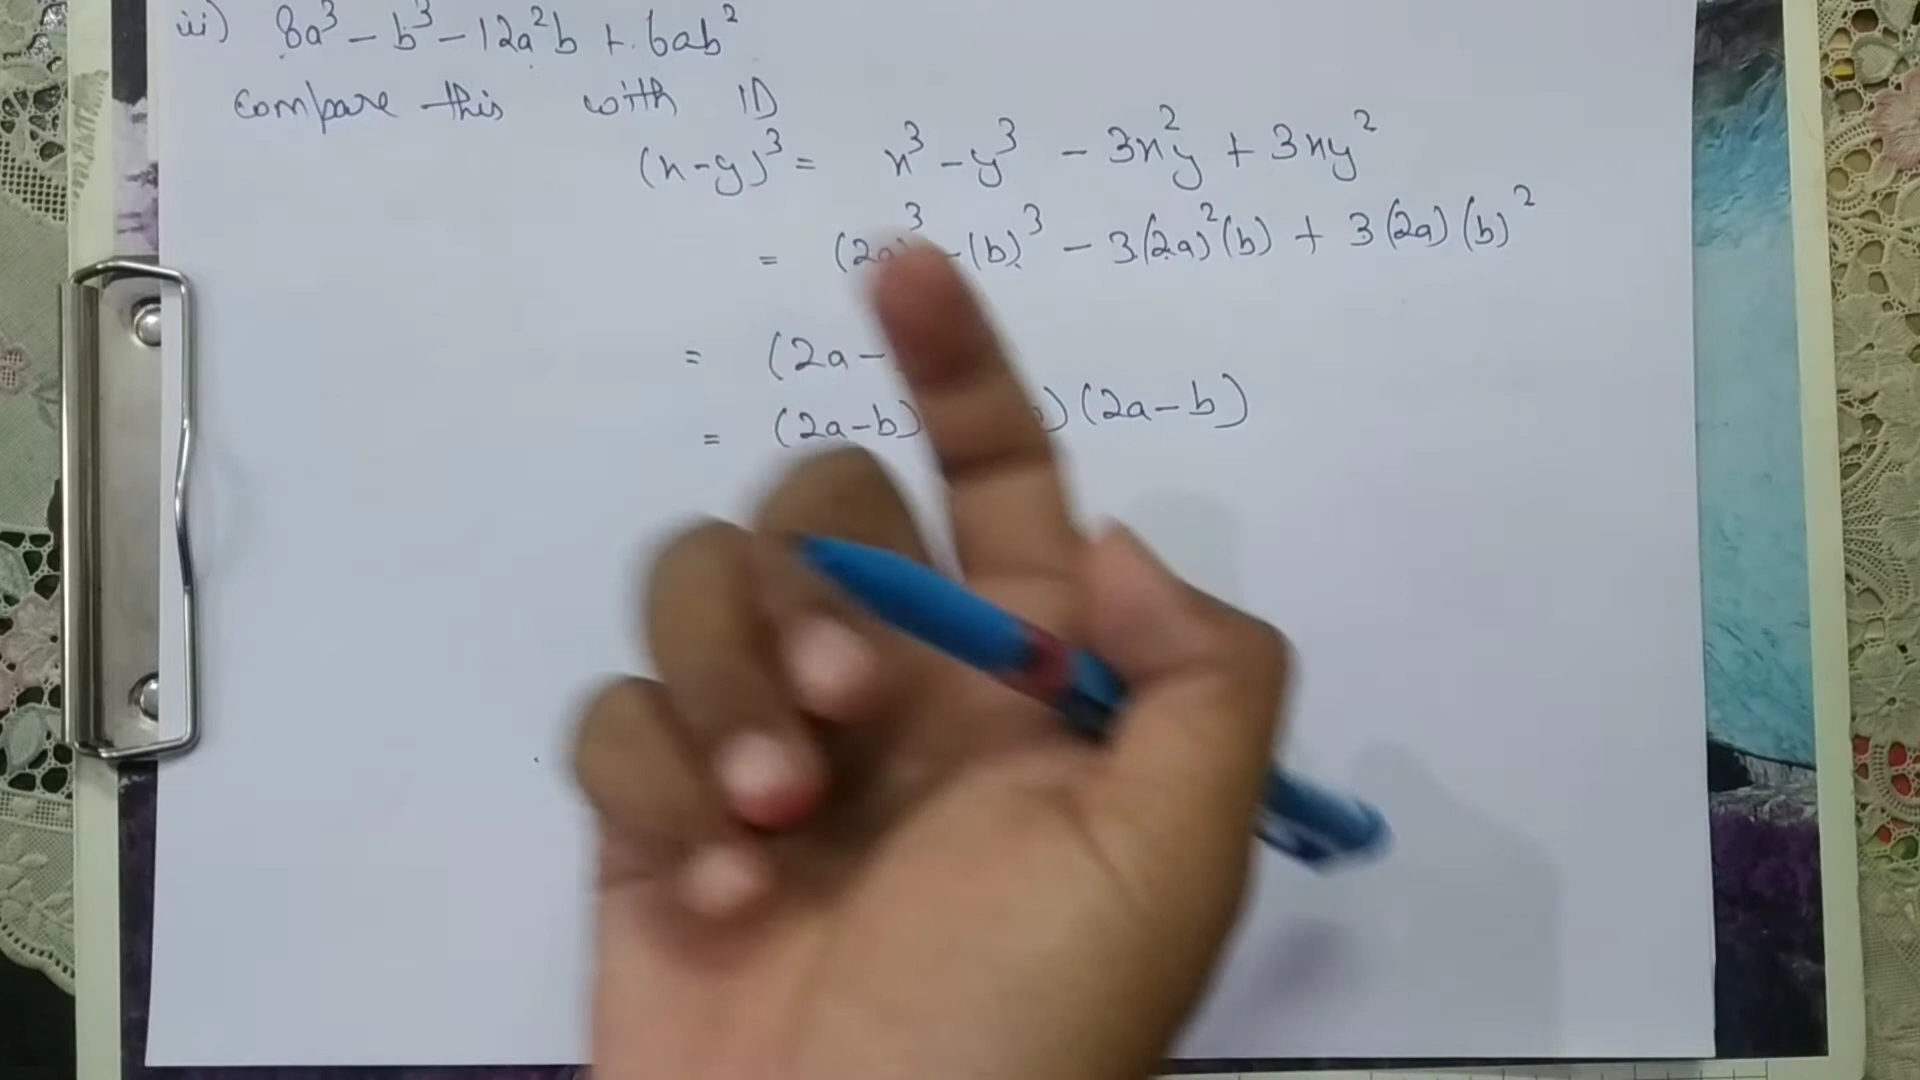 iii) 8a³ - b³ - 12a²b + 6ab²
Compare this with ID
(x-y)³ = x³ - y³ - 3x²y + 3xy²
= (2a)³ - (b)³ - 3(2a)²(b) + 3(2a)(b)²
= (2a-
= (2a-b) ) (2a-b)